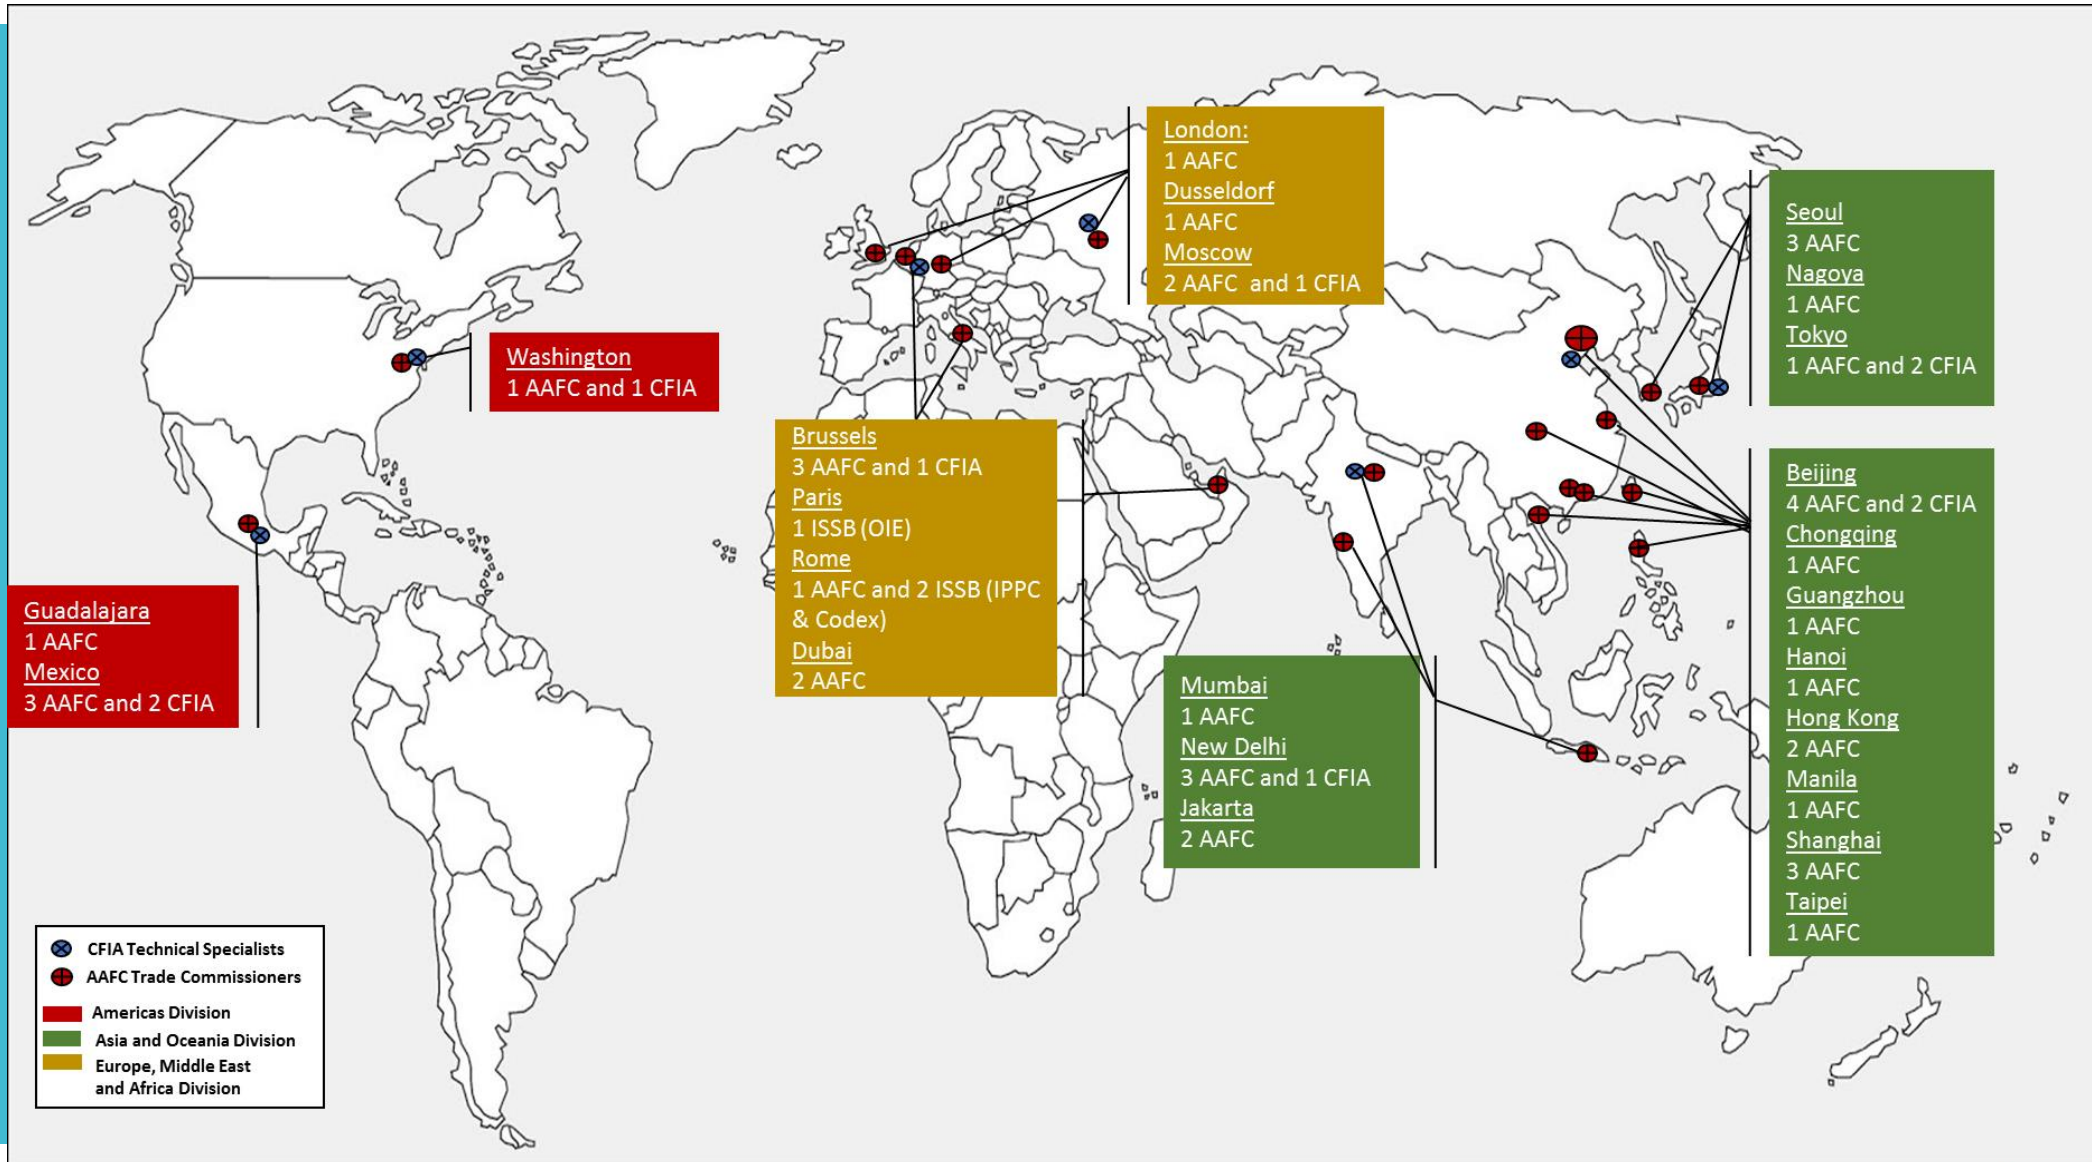 London:
1 AAFC
Dusseldorf
1 AAFC
Moscow
2 AAFC and 1 CFIA
Seoul
3 AAFC
Nagoya
1 AAFC
Tokyo
1 AAFC and 2 CFIA
Washington
1 AAFC and 1 CFIA
Brussels
3 AAFC and 1 CFIA
Paris
1 ISSB (OIE)
Rome
1 AAFC and 2 ISSB (IPPC
& Codex)
Dubai
2 AAFC
Beijing
4 AAFC and 2 CFIA
Chongqing
1 AAFC
Guangzhou
1 AAFC
Hanoi
1 AAFC
Hong Kong
2 AAFC
Manila
1 AAFC
Shanghai
3 AAFC
Taipei
1 AAFC
Guadalajara
1 AAFC
Mexico
3 AAFC and 2 CFIA
Mumbai
1 AAFC
New Delhi
3 AAFC and 1 CFIA
Jakarta
2 AAFC
CFIA Technical Specialists
AAFC Trade Commissioners
Americas Division
Asia and Oceania Division
Europe, Middle East
and Africa Division